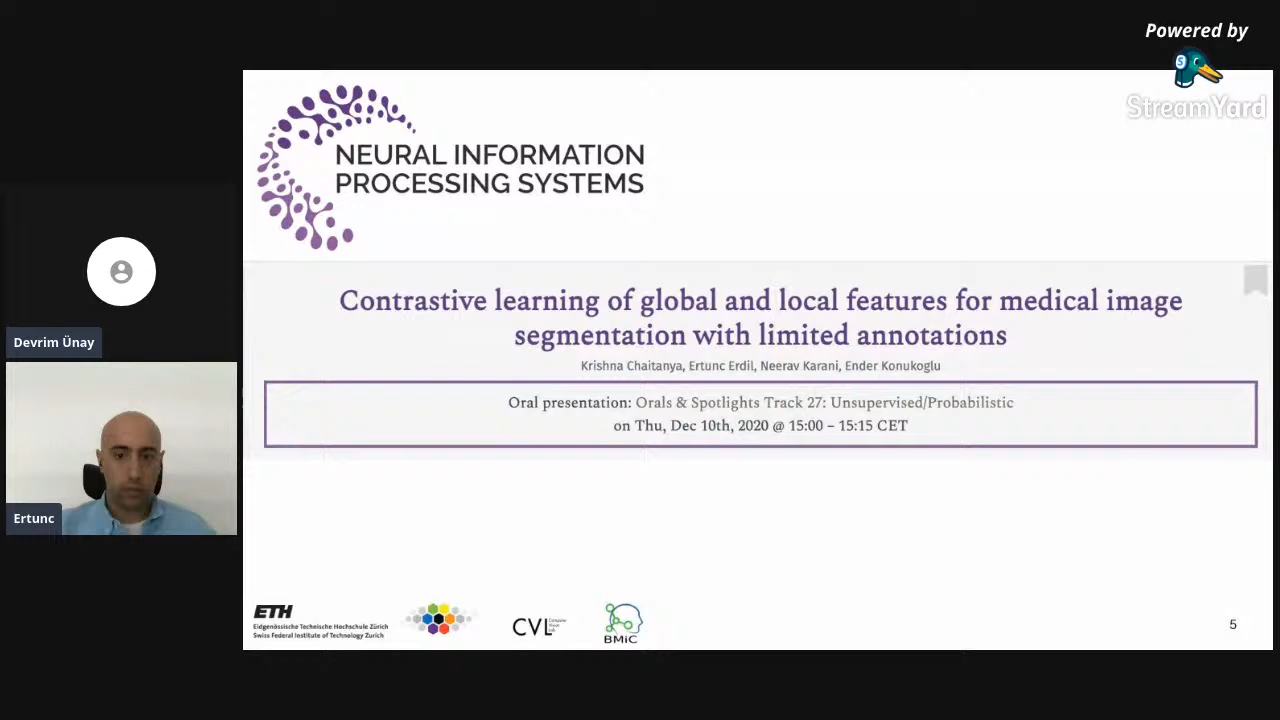 Powered by
StreamYard
NEURAL INFORMATION
PROCESSING SYSTEMS
Contrastive learning of global and local features for medical image
segmentation with limited annotations
Krishna Chaitanya, Ertunc Erdil, Neerav Karani, Ender Konukoglu
Oral presentation: Orals & Spotlights Track 27: Unsupervised/Probabilistic
on Thu, Dec 10th, 2020 @ 15:00 – 15:15 CET
Devrim Ünay
Ertunc
ETH
Eidgenössische Technische Hochschule Zürich
Swiss Federal Institute of Technology Zurich
CVL
BMiC
5